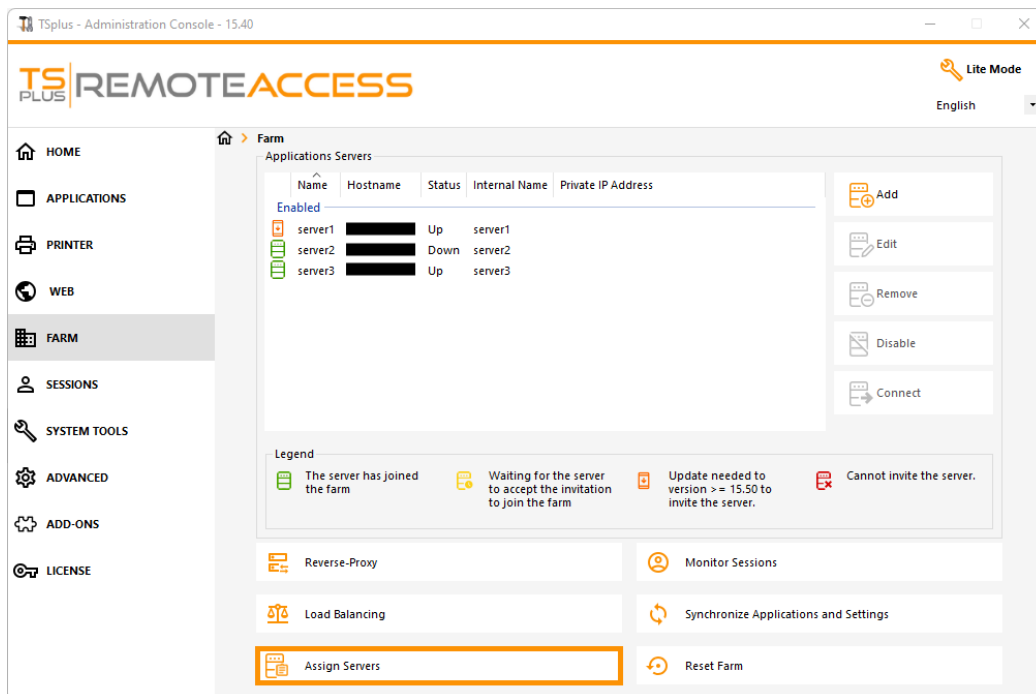 TSplus - Administration Console - 15.40
TS PLUS REMOTEACCESS
Lite Mode
English
HOME
APPLICATIONS
PRINTER
WEB
FARM
SESSIONS
SYSTEM TOOLS
ADVANCED
ADD-ONS
LICENSE
Farm
Applications Servers
Name Hostname Status Internal Name Private IP Address
Enabled
server1 Up server1
server2 Down server2
server3 Up server3
Add
Edit
Remove
Disable
Connect
Legend
The server has joined
the farm
Waiting for the server
to accept the invitation
to join the farm
Update needed to
version >= 15.50 to
invite the server.
Cannot invite the server.
Reverse-Proxy
Monitor Sessions
Load Balancing
Synchronize Applications and Settings
Assign Servers
Reset Farm